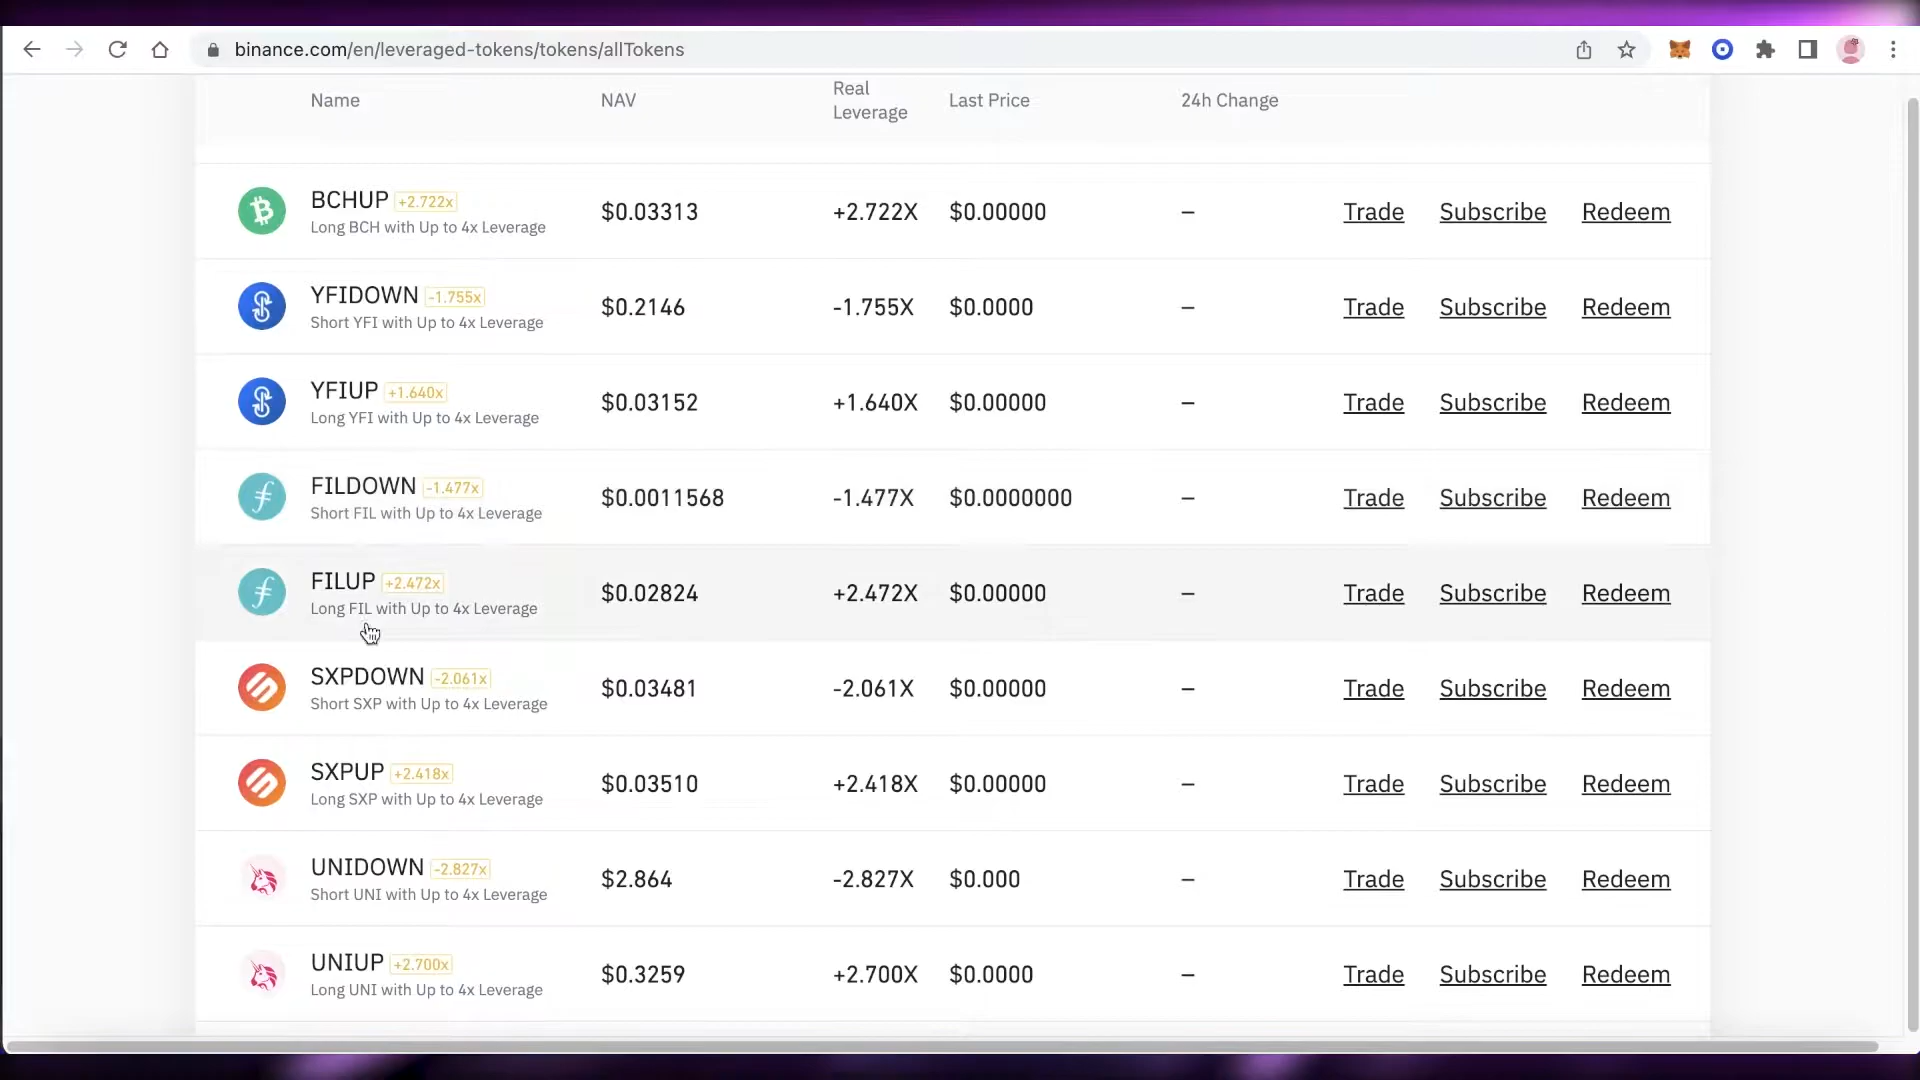 binance.com/en/leveraged-tokens/tokens/allTokens
Name NAV Real Leverage Last Price 24h Change
BCHUP +2.722x $0.03313 +2.722X $0.00000 – Trade Subscribe Redeem
Long BCH with Up to 4x Leverage
YFIDOWN -1.755x $0.2146 -1.755X $0.0000 – Trade Subscribe Redeem
Short YFI with Up to 4x Leverage
YFIUP +1.640x $0.03152 +1.640X $0.00000 – Trade Subscribe Redeem
Long YFI with Up to 4x Leverage
FILDOWN -1.477x $0.0011568 -1.477X $0.0000000 – Trade Subscribe Redeem
Short FIL with Up to 4x Leverage
FILUP +2.472x $0.02824 +2.472X $0.00000 – Trade Subscribe Redeem
Long FIL with Up to 4x Leverage
SXPDOWN -2.061x $0.03481 -2.061X $0.00000 – Trade Subscribe Redeem
Short SXP with Up to 4x Leverage
SXPUP +2.418x $0.03510 +2.418X $0.00000 – Trade Subscribe Redeem
Long SXP with Up to 4x Leverage
UNIDOWN -2.827x $2.864 -2.827X $0.000 – Trade Subscribe Redeem
Short UNI with Up to 4x Leverage
UNIUP +2.700x $0.3259 +2.700X $0.0000 – Trade Subscribe Redeem
Long UNI with Up to 4x Leverage